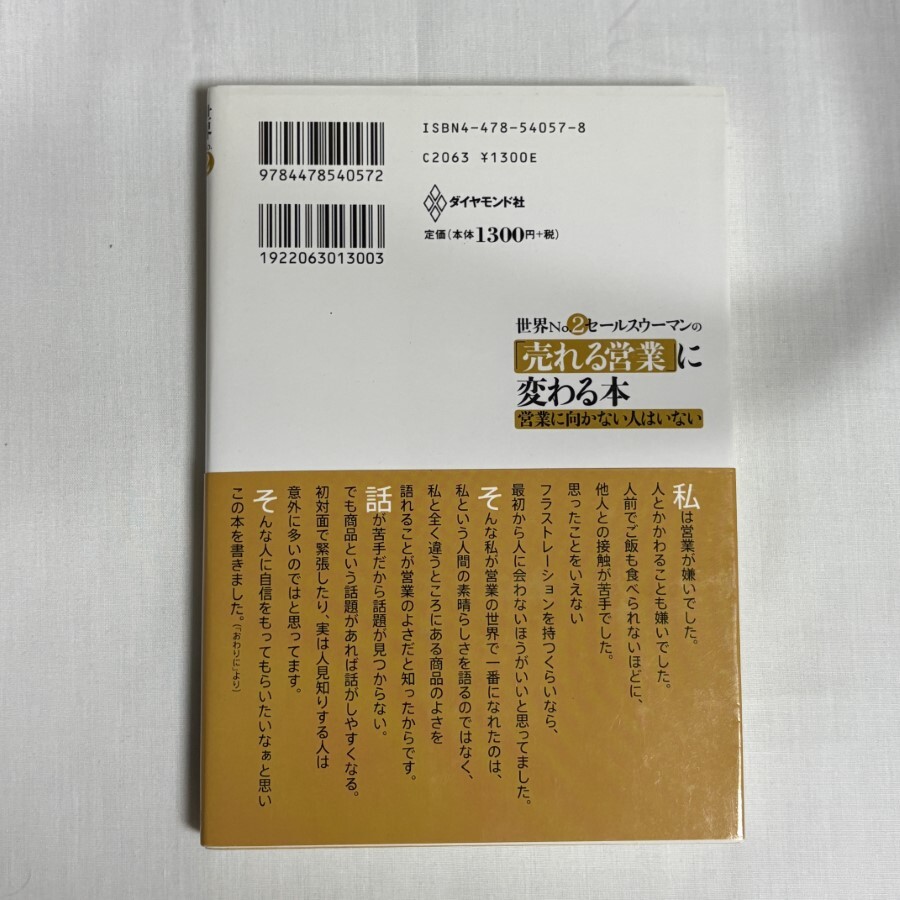 ISBN4-478-54057-8
C2063 ¥1300E
9784478540572
1922063013003
ダイヤモンド社
定価(本体1300円+税)
世界No.2セールスウーマンの
「売れる営業」に
変わる本
営業に向かない人はいない
私は営業が嫌いでした。
人とかかわることも嫌いでした。
人前でご飯も食べられないほどに、
他人との接触が苦手でした。
思ったことをいえない
フラストレーションを持つくらいなら、
最初から人に会わないほうがいいと思ってました。
そんな私が営業の世界で一番になれたのは、
私という人間の素晴らしさを語るのではなく、
私と全く違うところにある商品のよさを
語れることが営業のよさだと知ったからです。
話が苦手だから話題が見つからない。
でも商品という話題があれば話がしやすくなる。
初対面で緊張したり、実は人見知りする人は
意外に多いのではと思ってます。
そんな人に自信をもってもらいたいなぁと思い
この本を書きました。(「おわりに」より)